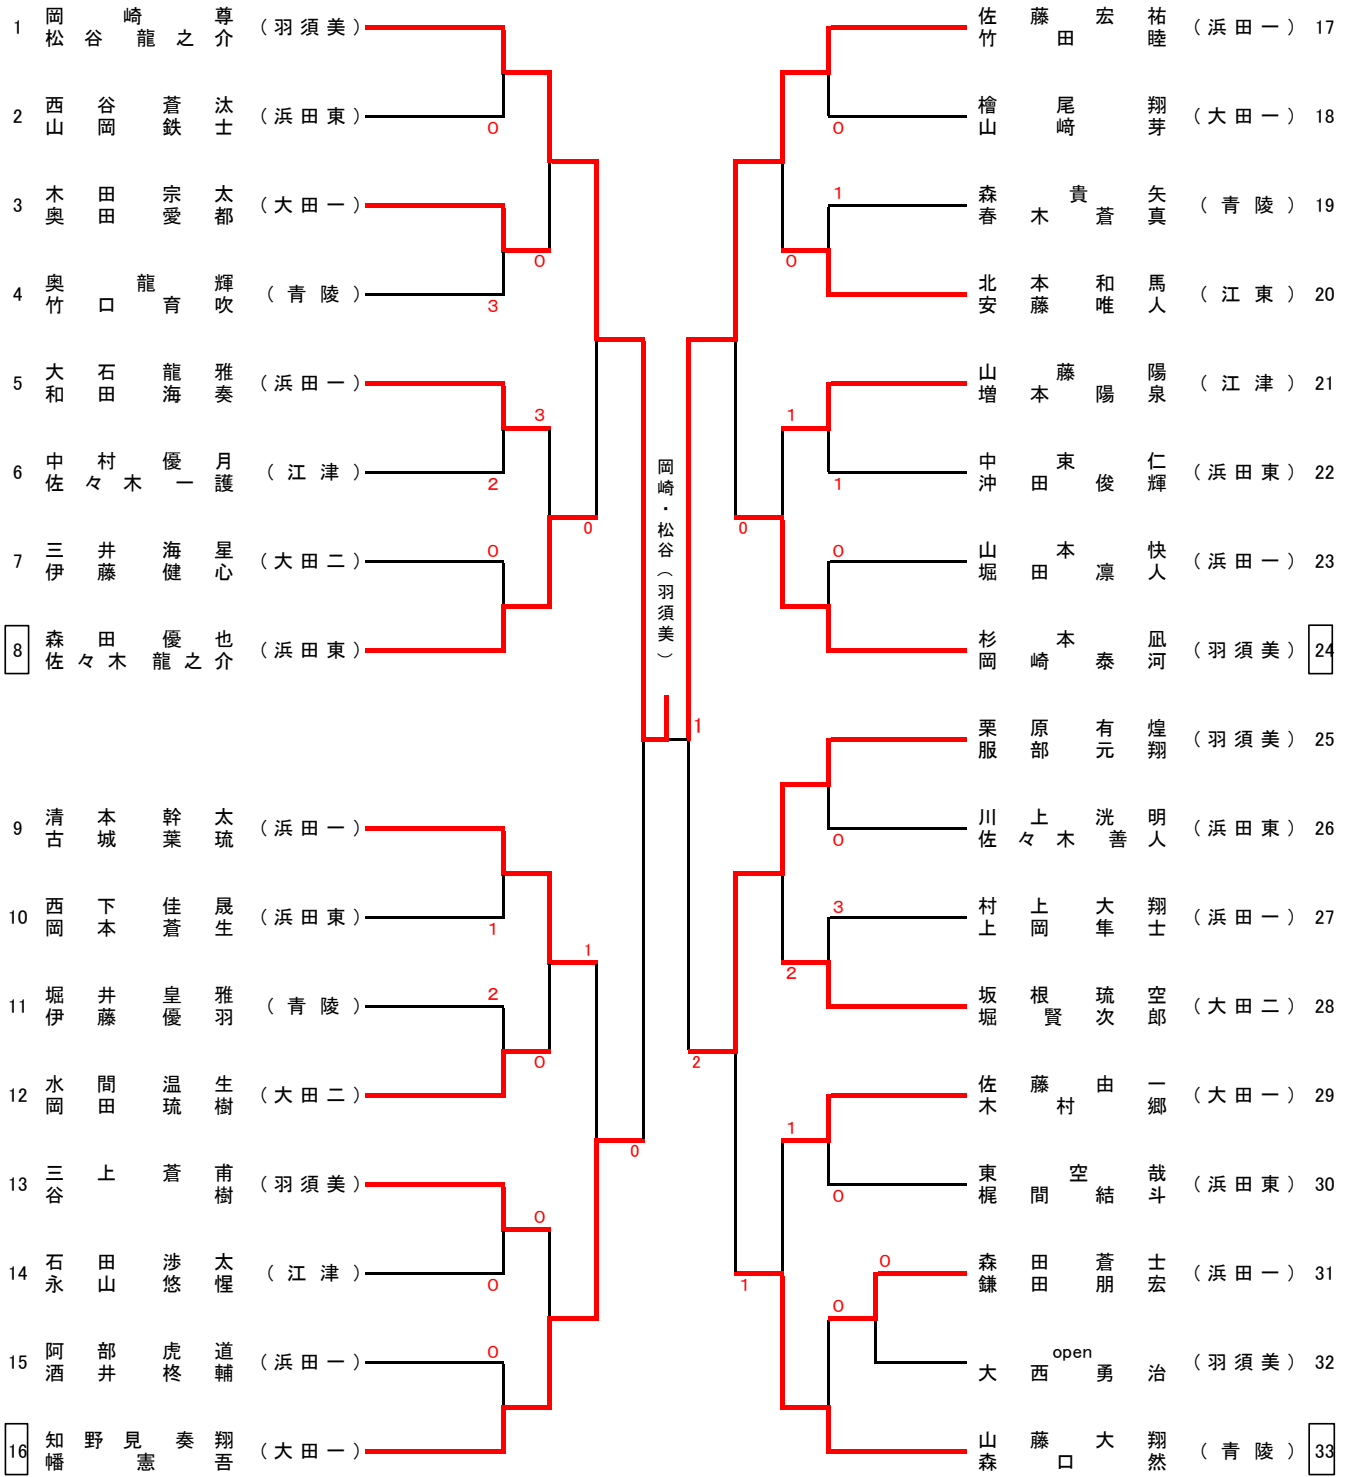 1 岡崎尊 (羽須美)
松谷龍之介
2 西谷蒼汰 (浜田東)
山岡鉄士
0
3 木田宗太 (大田一)
奥田愛都
0
4 奥龍輝 (青陵)
竹口育吹
3
5 大石龍雅 (浜田一)
和田海奏
3
6 中村優月 (江津)
佐々木一護
2
0
7 三井海星 (大田二)
伊藤健心
0
8 森田優也 (浜田東)
佐々木龍之介
9 清本幹太 (浜田一)
古城葉琉
10 西下佳晟 (浜田東)
岡本蒼生
1
1
11 堀井皇雅 (青陵)
伊藤優羽
2
0
12 水間温生 (大田二)
岡田琉樹
0
13 三上蒼甫 (羽須美)
谷樹
0
14 石田渉太 (江津)
永山悠惺
0
15 阿部虎道 (浜田一)
酒井柊輔
0
16 知野見奏翔 (大田一)
幡憲吾
岡崎・松谷(羽須美)
1
2
佐藤宏祐 (浜田一) 17
竹田睦
檜尾翔 (大田一) 18
山﨑芽
0
1
森貴矢 (青陵) 19
春木蒼真
0
北本和馬 (江東) 20
安藤唯人
山藤陽 (江津) 21
増本陽泉
1
中東仁 (浜田東) 22
沖田俊輝
1
0
0
山本快 (浜田一) 23
堀田凛人
杉本凪 (羽須美) 24
岡崎泰河
栗原有煌 (羽須美) 25
服部元翔
川上洸明 (浜田東) 26
佐々木善人
0
3
村上大翔 (浜田一) 27
上岡隼士
2
坂根琉空 (大田二) 28
堀賢次郎
佐藤由一 (大田一) 29
木村郷
1
東空哉 (浜田東) 30
梶間結斗
0
0
森田蒼士 (浜田一) 31
鎌田朋宏
1
0
open
大西勇治 (羽須美) 32
山藤大翔 (青陵) 33
森口然